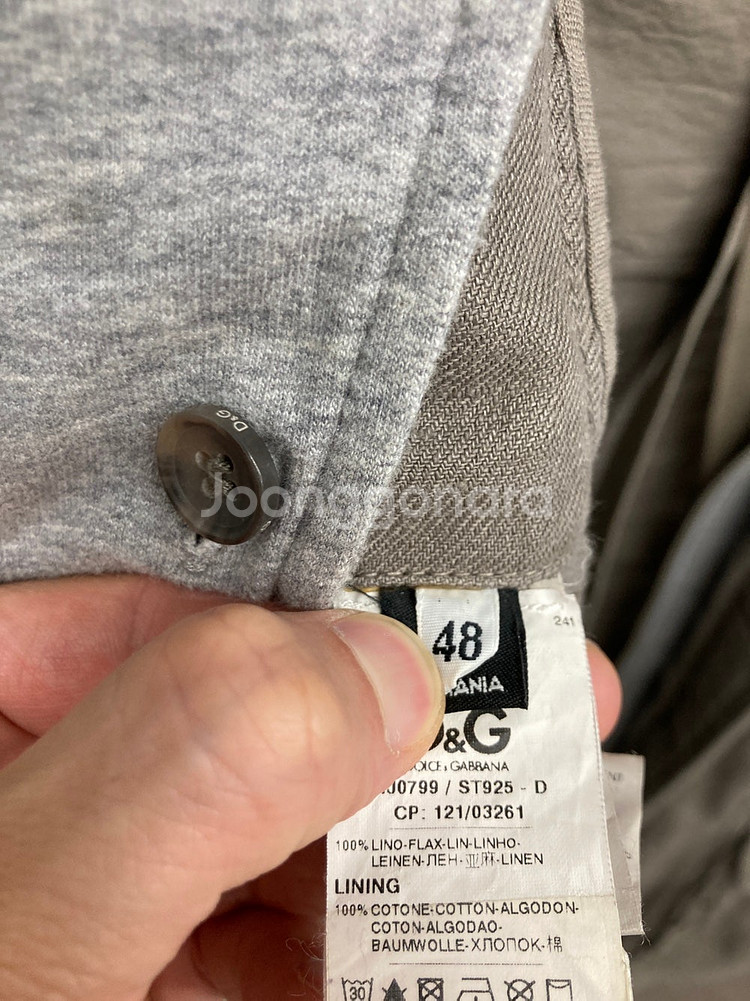 D&G
Joonggonara
48
241
&G
GABBANA
J0799 / ST925 - D
CP: 121/03261
100% LINO-FLAX-LIN-LINHO-
LEINEN-ЛЕН-亚麻-LINEN
LINING
100% COTONE-COTTON-ALGODON-
COTON-ALGODAO-
BAUMWOLLE-ХЛОПОК-棉
30